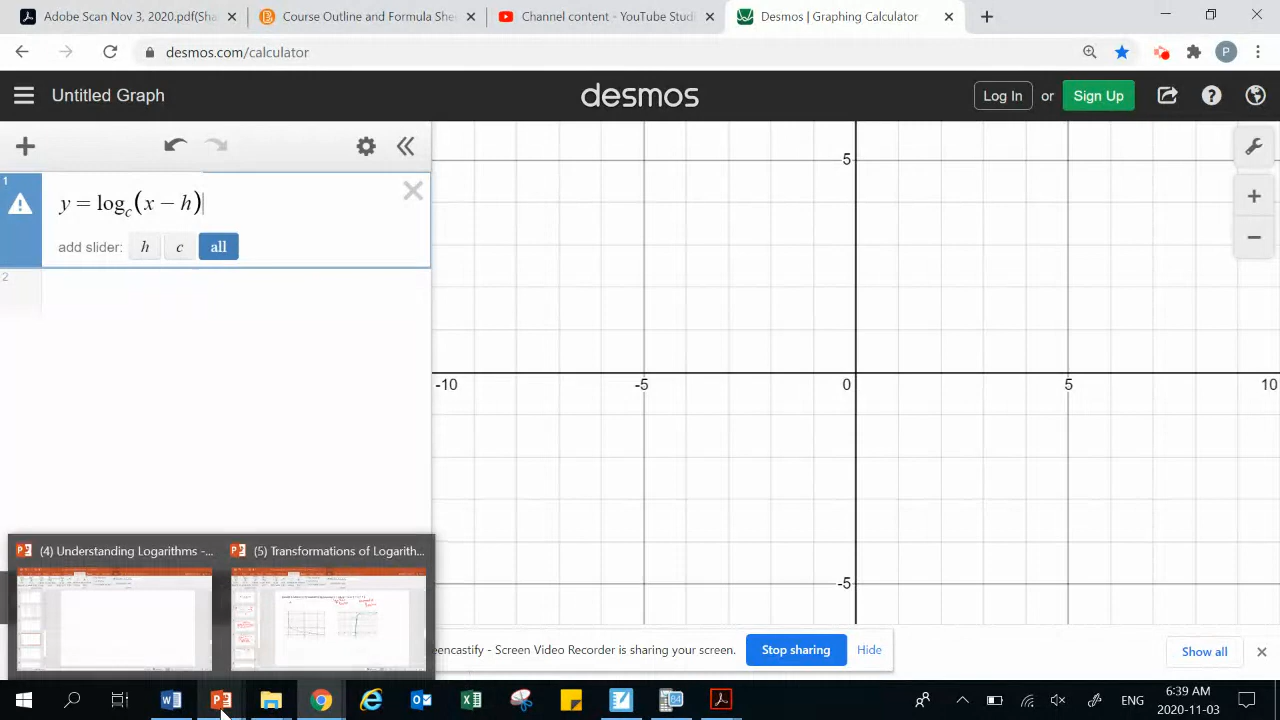 Adobe Scan Nov 3, 2020.pdf(Sha
Course Outline and Formula She
Channel content - YouTube Studi
Desmos | Graphing Calculator
desmos.com/calculator
P
Untitled Graph
desmos
Log In
or
Sign Up
1
y = log_c(x − h)
add slider: h c all
2
5
-10
-5
0
5
10
-5
(4) Understanding Logarithms -...
(5) Transformations of Logarith...
eencastify - Screen Video Recorder is sharing your screen.
Stop sharing
Hide
Show all
64
ENG
6:39 AM
2020-11-03